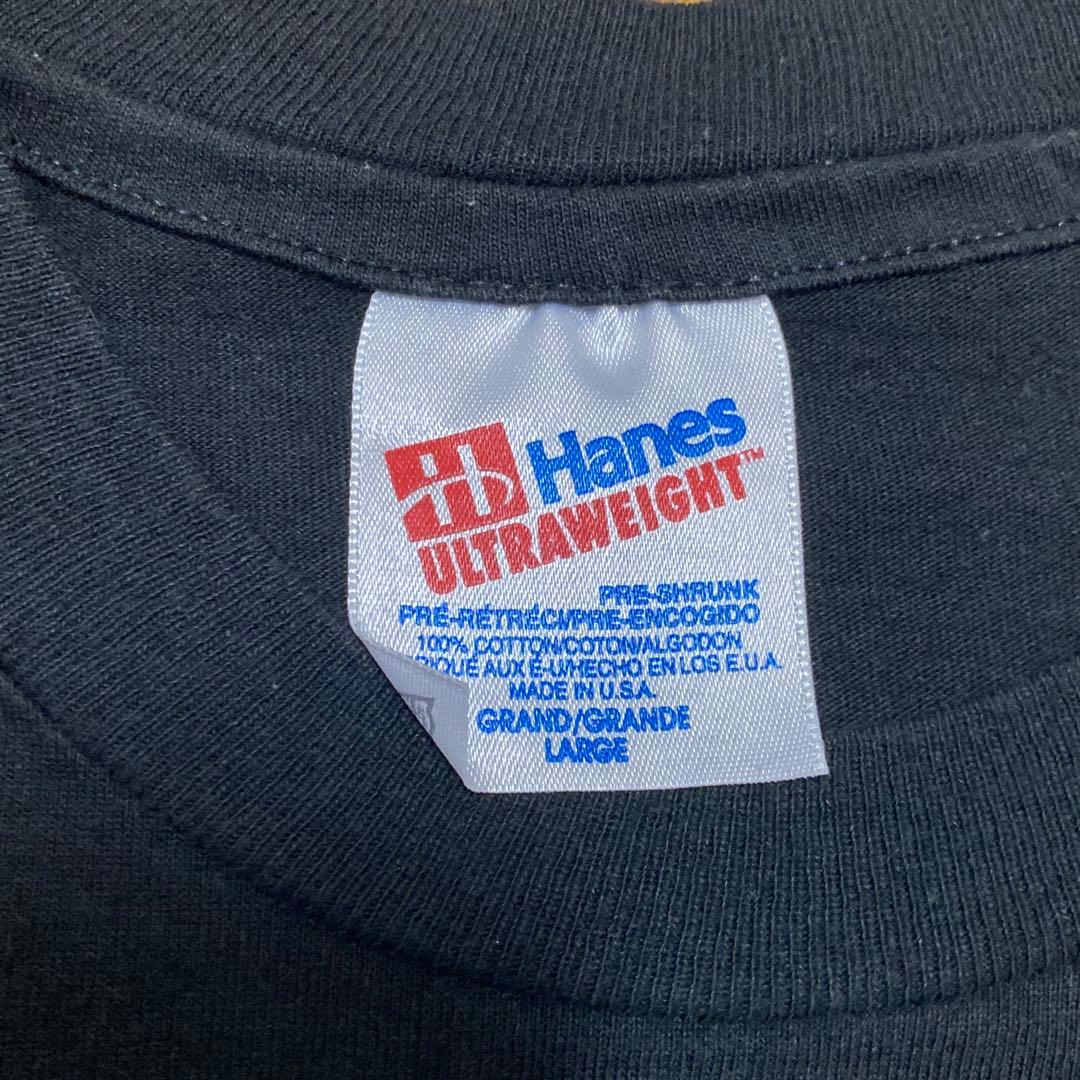 Hanes
ULTRAWEIGHT™
PRE-SHRUNK
PRÉ-RÉTRÉCI/PRE-ENCOGIDO
100% COTTON/COTON/ALGODON
AUX É-U/HECHO EN LOS E.U.A.
MADE IN U.S.A.
GRAND/GRANDE
LARGE